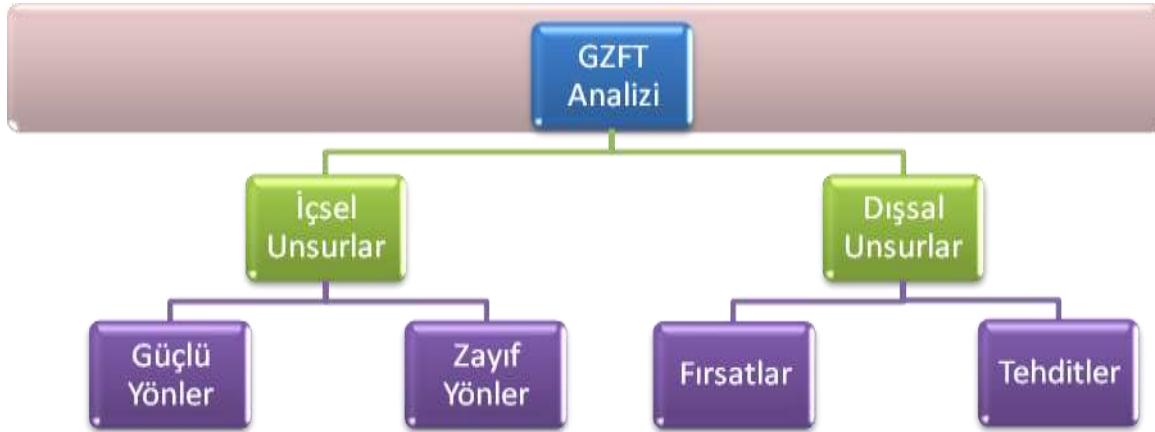 GZFT
Analizi
İçsel
Unsurlar
Dışsal
Unsurlar
Güçlü
Yönler
Zayıf
Yönler
Fırsatlar
Tehditler